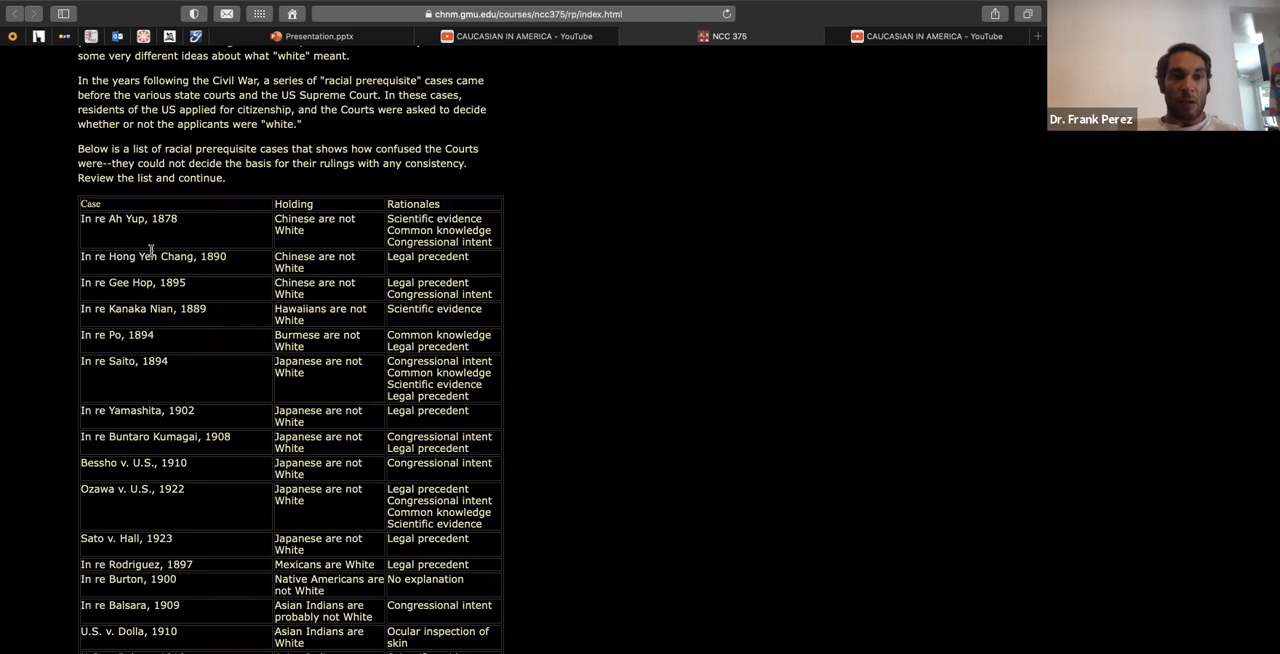 chnm.gmu.edu/courses/ncc375/rp/index.html
Presentation.pptx
CAUCASIAN IN AMERICA - YouTube
NCC 375
CAUCASIAN IN AMERICA - YouTube
Dr. Frank Perez
some very different ideas about what "white" meant.
In the years following the Civil War, a series of "racial prerequisite" cases came
before the various state courts and the US Supreme Court. In these cases,
residents of the US applied for citizenship, and the Courts were asked to decide
whether or not the applicants were "white."
Below is a list of racial prerequisite cases that shows how confused the Courts
were--they could not decide the basis for their rulings with any consistency.
Review the list and continue.
Case Holding Rationales
In re Ah Yup, 1878 Chinese are not Scientific evidence
White Common knowledge
Congressional intent
In re Hong Yen Chang, 1890 Chinese are not Legal precedent
White
In re Gee Hop, 1895 Chinese are not Legal precedent
White Congressional intent
In re Kanaka Nian, 1889 Hawaiians are not Scientific evidence
White
In re Po, 1894 Burmese are not Common knowledge
White Legal precedent
In re Saito, 1894 Japanese are not Congressional intent
White Common knowledge
Scientific evidence
Legal precedent
In re Yamashita, 1902 Japanese are not Legal precedent
White
In re Buntaro Kumagai, 1908 Japanese are not Congressional intent
White Legal precedent
Bessho v. U.S., 1910 Japanese are not Congressional intent
White
Ozawa v. U.S., 1922 Japanese are not Legal precedent
White Congressional intent
Common knowledge
Scientific evidence
Sato v. Hall, 1923 Japanese are not Legal precedent
White
In re Rodriguez, 1897 Mexicans are White Legal precedent
In re Burton, 1900 Native Americans are No explanation
not White
In re Balsara, 1909 Asian Indians are Congressional intent
probably not White
U.S. v. Dolla, 1910 Asian Indians are Ocular inspection of
White skin